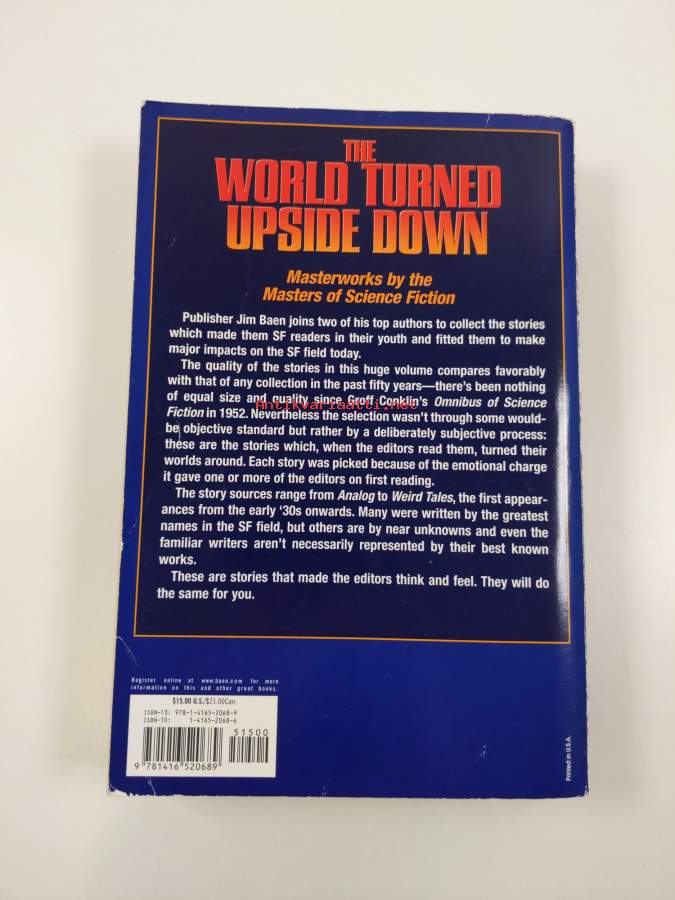 THE
WORLD TURNED
UPSIDE DOWN
Masterworks by the
Masters of Science Fiction
Publisher Jim Baen joins two of his top authors to collect the stories
which made them SF readers in their youth and fitted them to make
major impacts on the SF field today.
The quality of the stories in this huge volume compares favorably
with that of any collection in the past fifty years—there's been nothing
of equal size and quality since Groff Conklin's Omnibus of Science
Antikvariaatti.net
Fiction in 1952. Nevertheless the selection wasn't through some would-
be objective standard but rather by a deliberately subjective process:
these are the stories which, when the editors read them, turned their
worlds around. Each story was picked because of the emotional charge
it gave one or more of the editors on first reading.
The story sources range from Analog to Weird Tales, the first appear-
ances from the early '30s onwards. Many were written by the greatest
names in the SF field, but others are by near unknowns and even the
familiar writers aren't necessarily represented by their best known
works.
These are stories that made the editors think and feel. They will do
the same for you.
Register online at www.baen.com for more
information on this and other great books.
$15.00 U.S./$21.00Can.
ISBN-13: 978-1-4165-2068-9
ISBN-10: 1-4165-2068-6
51500
9 781416 520689
Printed in U.S.A.